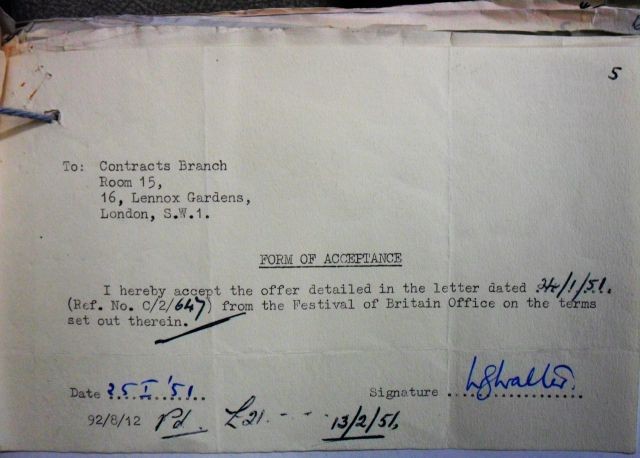 5
To: Contracts Branch
Room 15,
16, Lennox Gardens,
London, S.W.1.
FORM OF ACCEPTANCE
I hereby accept the offer detailed in the letter dated 24/1/51.
(Ref. No. C/2/647) from the Festival of Britain Office on the terms
set out therein.
Date 25 I '51 Signature
92/8/12 Pd. £21. - - - 13/2/51.